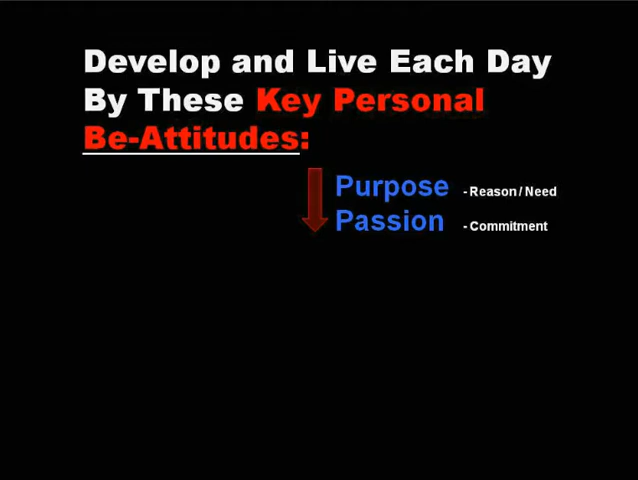 Develop and Live Each Day
By These Key Personal
Be-Attitudes:
Purpose - Reason / Need
Passion - Commitment